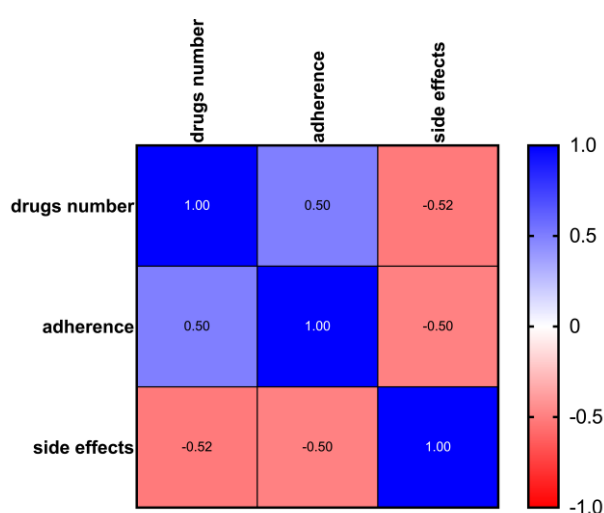 drugs number
adherence
side effects
drugs number 1.00 0.50 -0.52
adherence 0.50 1.00 -0.50
side effects -0.52 -0.50 1.00
1.0
0.5
0
-0.5
-1.0